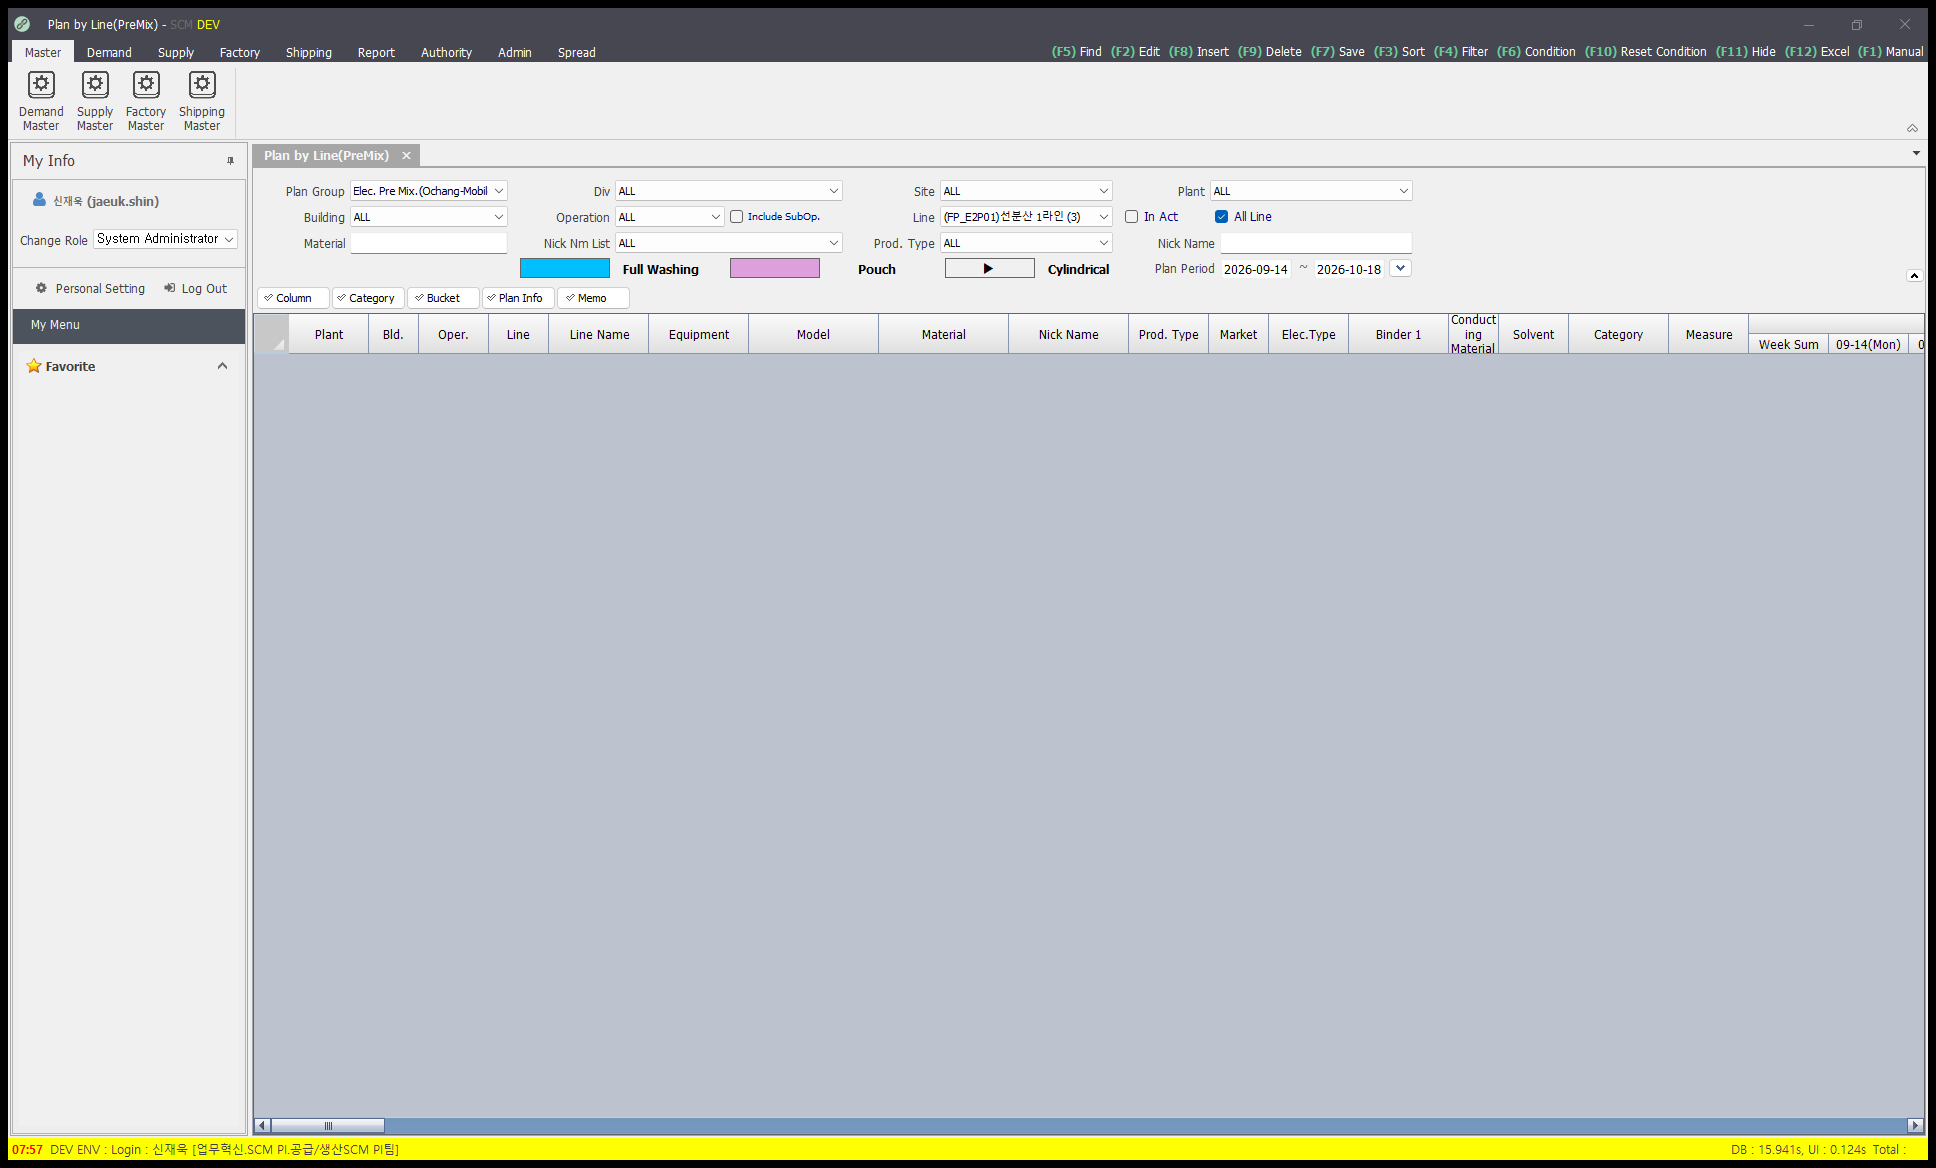 Plan by Line(PreMix) - SCM DEV
Master Demand Supply Factory Shipping Report Authority Admin Spread
(F5) Find (F2) Edit (F8) Insert (F9) Delete (F7) Save (F3) Sort (F4) Filter (F6) Condition (F10) Reset Condition (F11) Hide (F12) Excel (F1) Manual
Demand Master
Supply Master
Factory Master
Shipping Master
My Info
신재욱 (jaeuk.shin)
Change Role System Administrator
Personal Setting Log Out
My Menu
Favorite
Plan by Line(PreMix)
Plan Group Elec. Pre Mix.(Ochang-Mobil Div ALL Site ALL Plant ALL
Building ALL Operation ALL Include SubOp. Line (FP_E2P01)선분산 1라인 (3) In Act All Line
Material Nick Nm List ALL Prod. Type ALL Nick Name
Full Washing Pouch Cylindrical Plan Period 2026-09-14 ~ 2026-10-18
Column Category Bucket Plan Info Memo
Plant Bld. Oper. Line Line Name Equipment Model Material Nick Name Prod. Type Market Elec.Type Binder 1 Conducting Material Solvent Category Measure Week Sum 09-14(Mon) 0
07:57 DEV ENV : Login : 신재욱 [업무혁신.SCM PI.공급/생산SCM PI팀]
DB : 15.941s, UI : 0.124s Total :